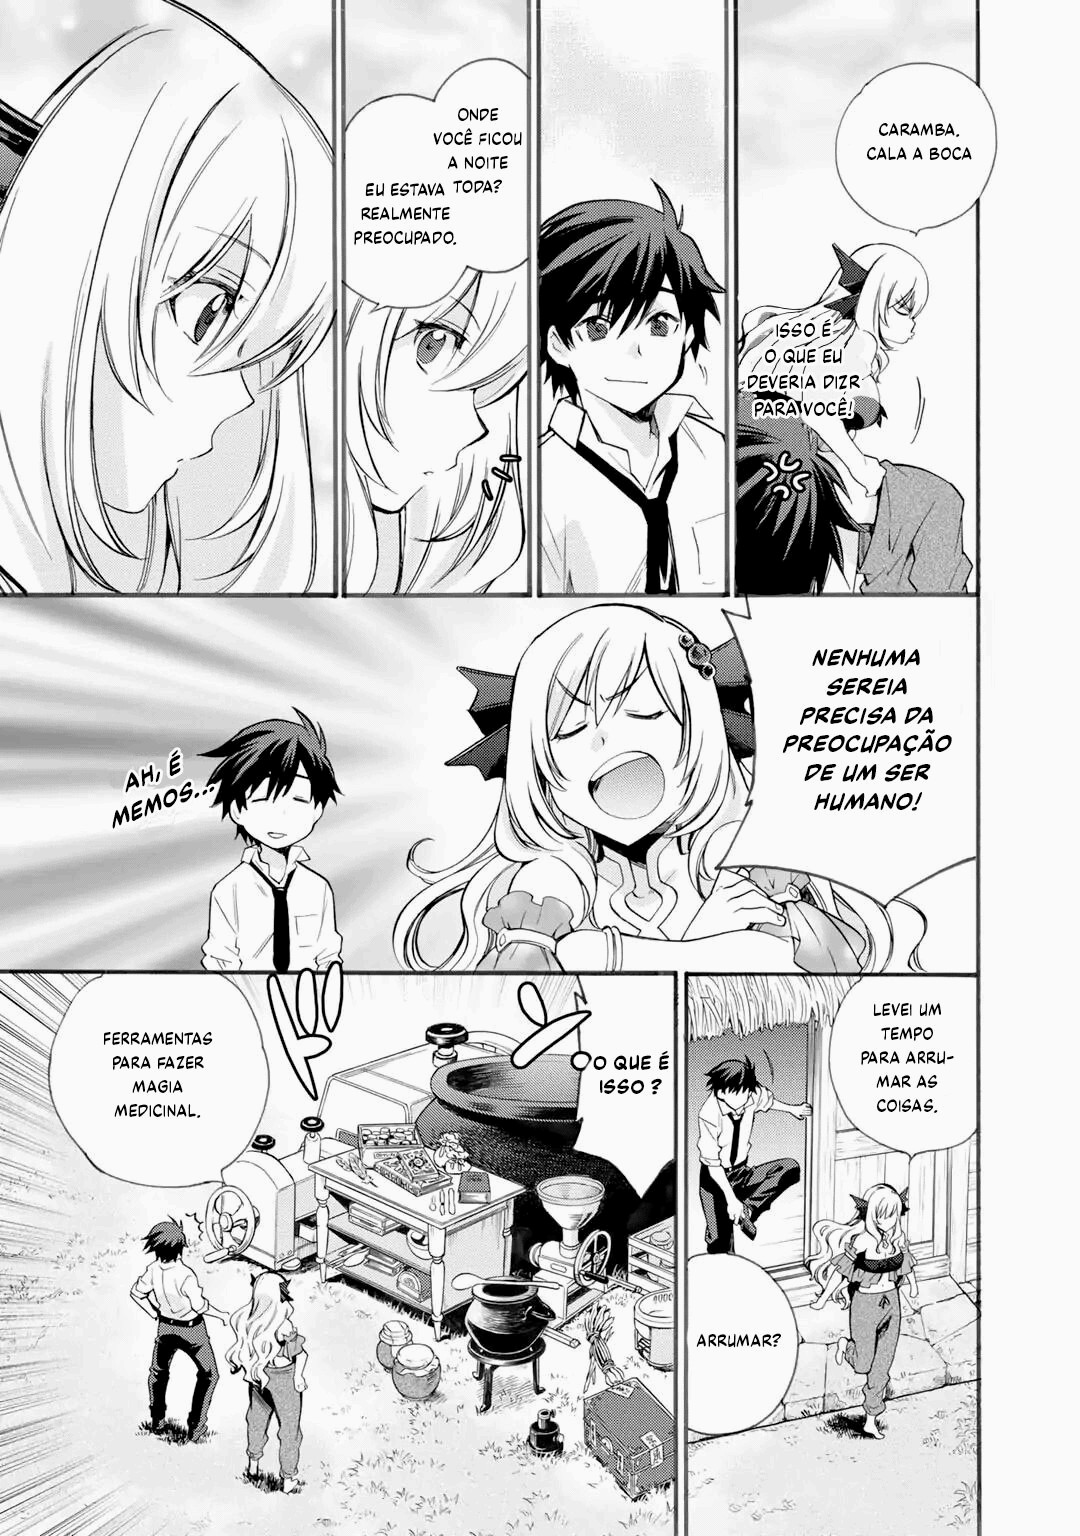 CARAMBA.
CALA A BOCA
ISSO É
O QUE EU
DEVERIA DIZR
PARA VOCÊ!
ONDE
VOCÊ FICOU
A NOITE
TODA?
EU ESTAVA
REALMENTE
PREOCUPADO.
NENHUMA
SEREIA
PRECISA DA
PREOCUPAÇÃO
DE UM SER
HUMANO!
AH, É
MEMOS...
LEVEI UM
TEMPO
PARA ARRU-
MAR AS
COISAS.
ARRUMAR?
O QUE É
ISSO ?
FERRAMENTAS
PARA FAZER
MAGIA
MEDICINAL.